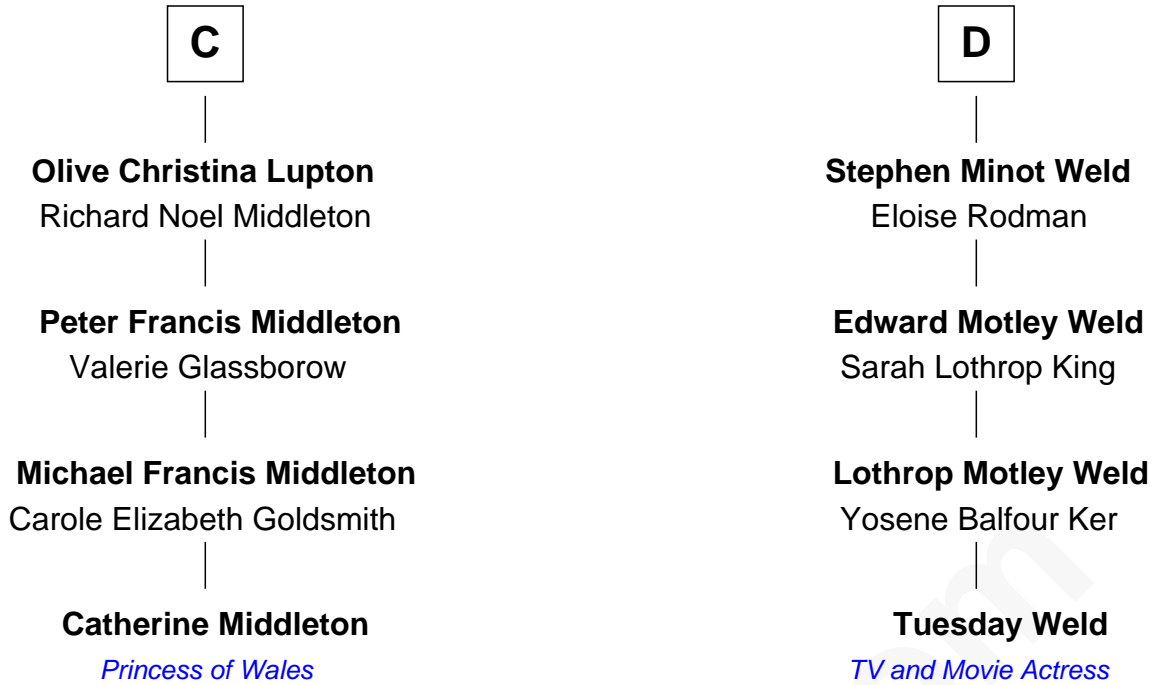 C
Olive Christina Lupton
Richard Noel Middleton
Peter Francis Middleton
Valerie Glassborow
Michael Francis Middleton
Carole Elizabeth Goldsmith
Catherine Middleton
Princess of Wales
D
Stephen Minot Weld
Eloise Rodman
Edward Motley Weld
Sarah Lothrop King
Lothrop Motley Weld
Yosene Balfour Ker
Tuesday Weld
TV and Movie Actress